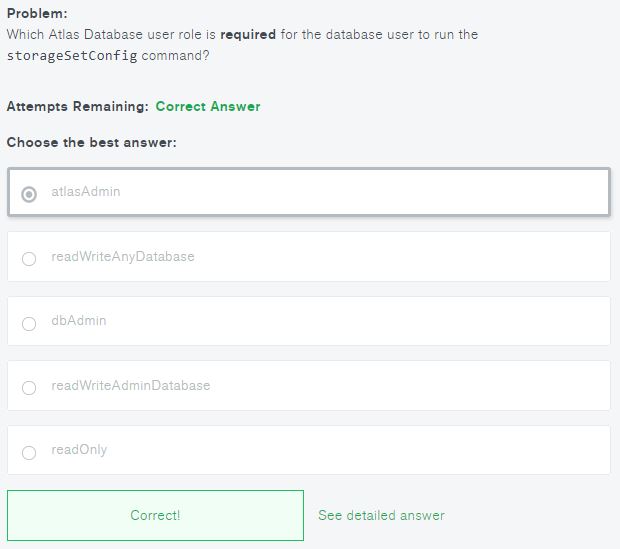 Problem:
Which Atlas Database user role is required for the database user to run the
storageSetConfig command?
Attempts Remaining: Correct Answer
Choose the best answer:
atlasAdmin
readWriteAnyDatabase
dbAdmin
readWriteAdminDatabase
readOnly
Correct! See detailed answer